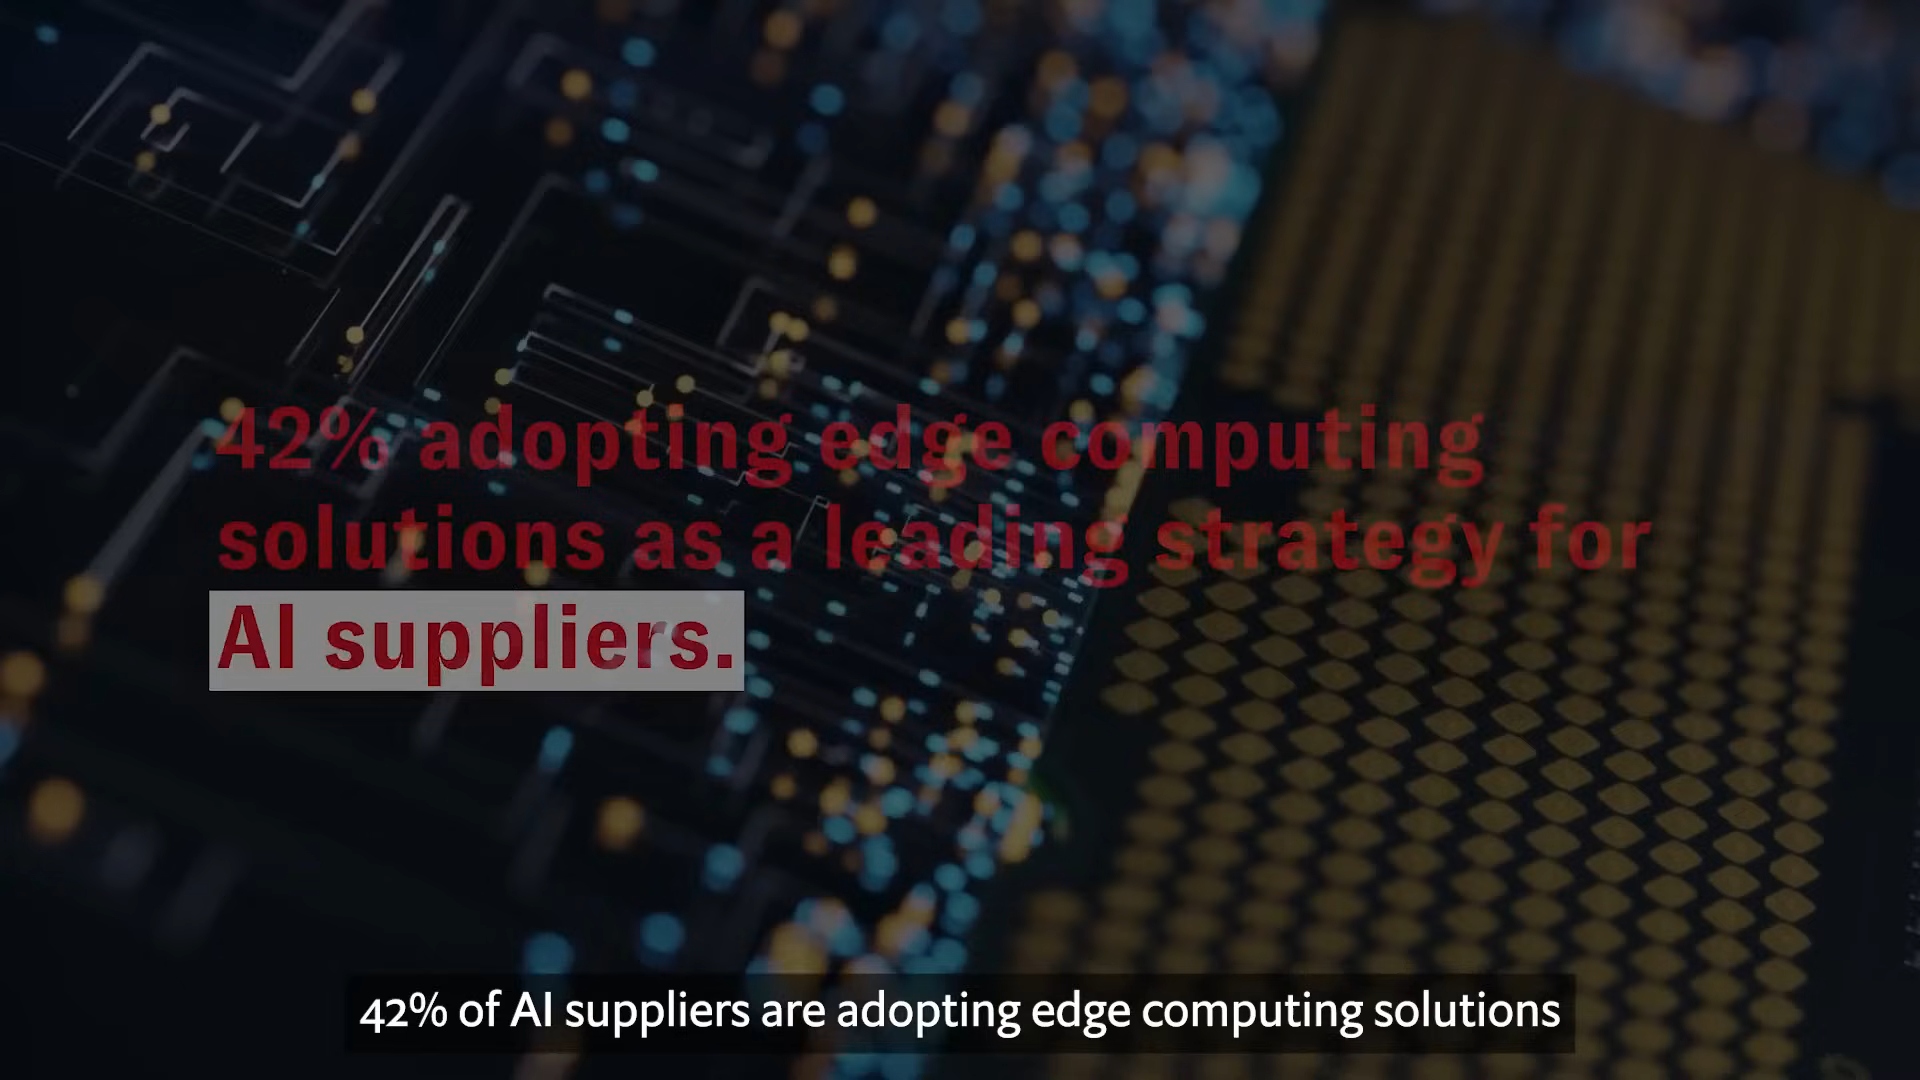 42% adopting edge computing
solutions as a leading strategy for
AI suppliers.
42% of AI suppliers are adopting edge computing solutions